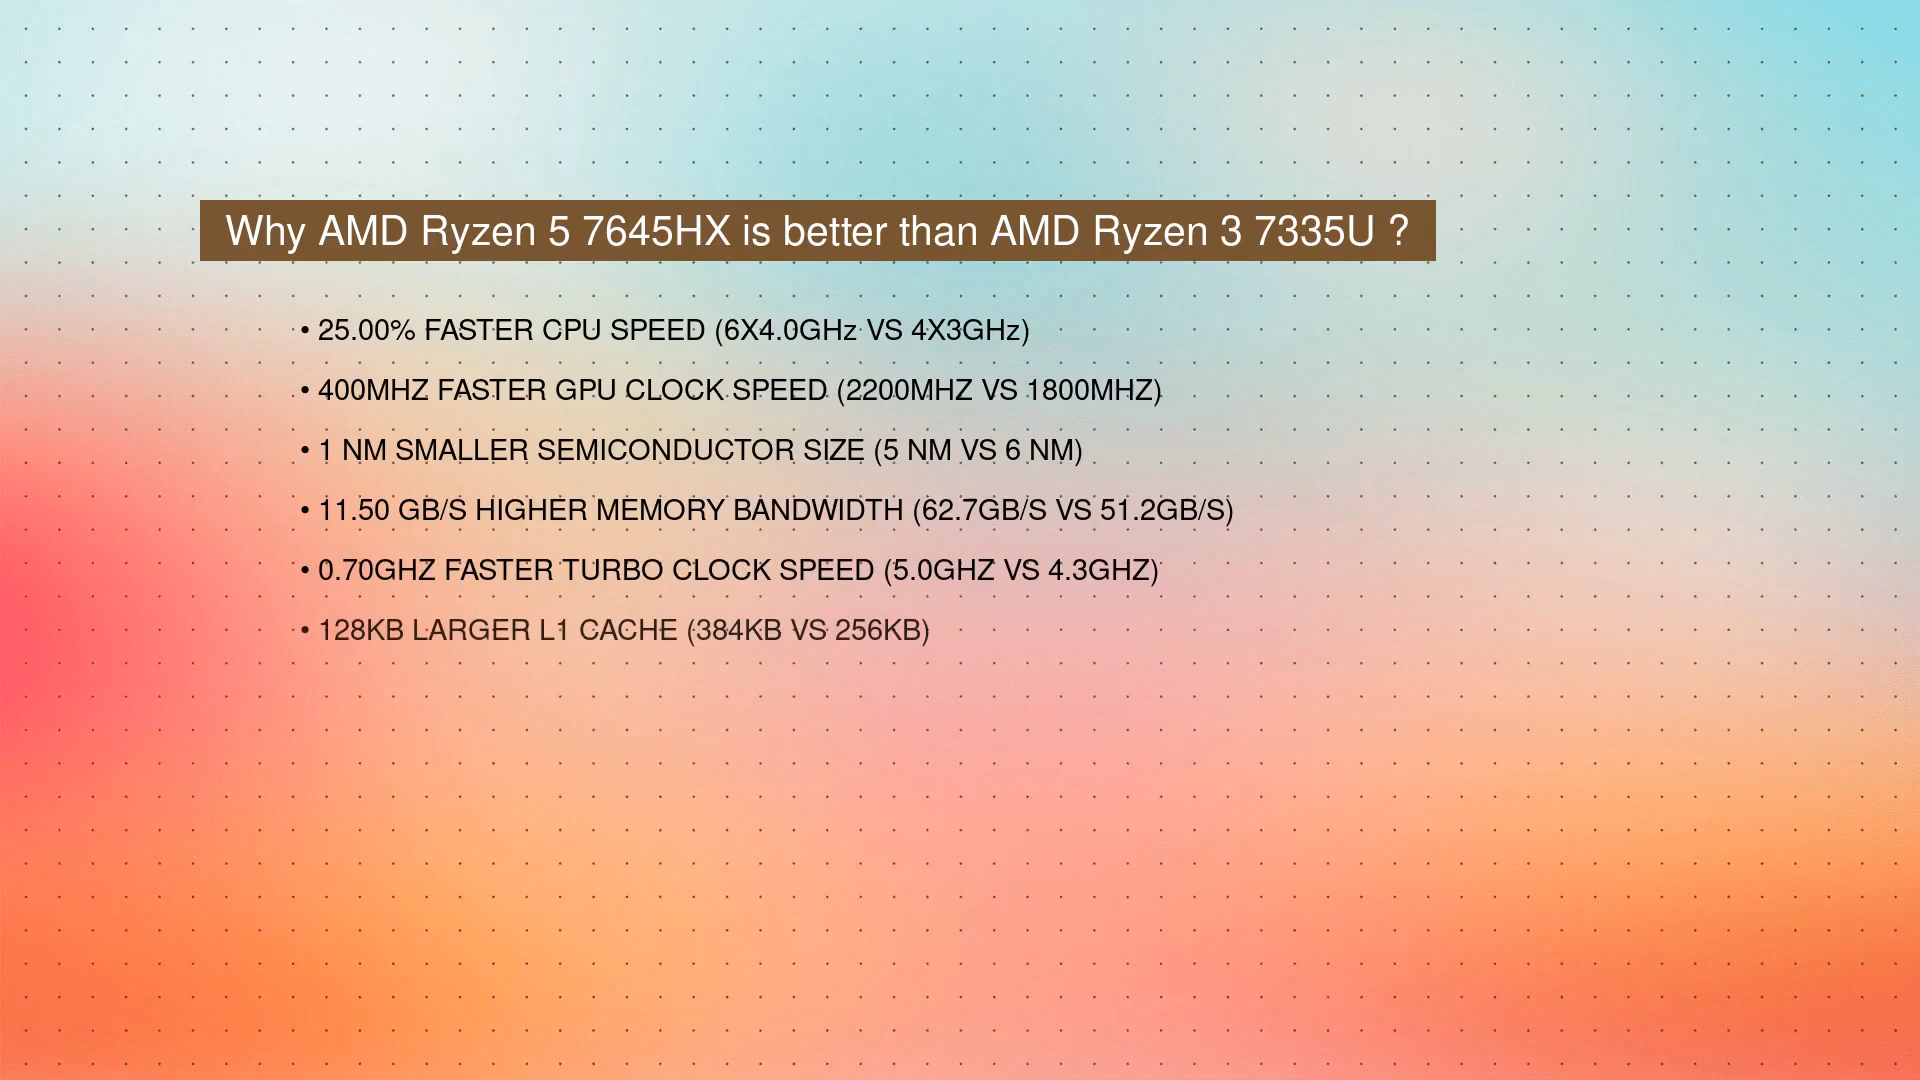 Why AMD Ryzen 5 7645HX is better than AMD Ryzen 3 7335U ?
• 25.00% FASTER CPU SPEED (6X4.0GHz VS 4X3GHz)
• 400MHZ FASTER GPU CLOCK SPEED (2200MHZ VS 1800MHZ)
• 1 NM SMALLER SEMICONDUCTOR SIZE (5 NM VS 6 NM)
• 11.50 GB/S HIGHER MEMORY BANDWIDTH (62.7GB/S VS 51.2GB/S)
• 0.70GHZ FASTER TURBO CLOCK SPEED (5.0GHZ VS 4.3GHZ)
• 128KB LARGER L1 CACHE (384KB VS 256KB)